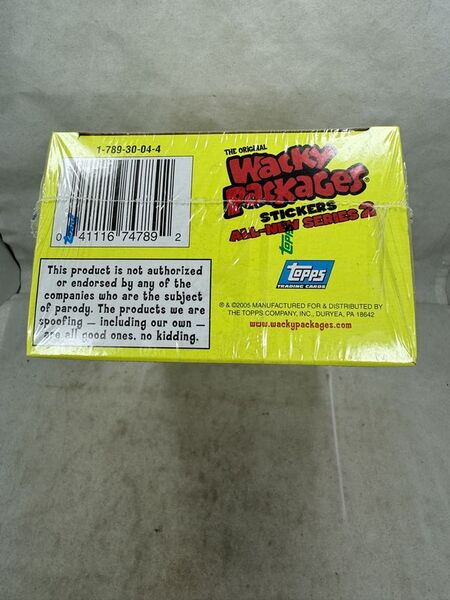 1-789-30-04-4
0 41116 74789 2
THE ORIGINAL
Wacky
Packages®
STICKERS
ALL-NEW SERIES 2
topps
TRADING CARDS
This product is not authorized
or endorsed by any of the
companies who are the subject
of parody. The products we are
spoofing — including our own —
are all good ones, no kidding.
® & ©2005 MANUFACTURED FOR & DISTRIBUTED BY
THE TOPPS COMPANY, INC., DURYEA, PA 18642
www.wackypackages.com